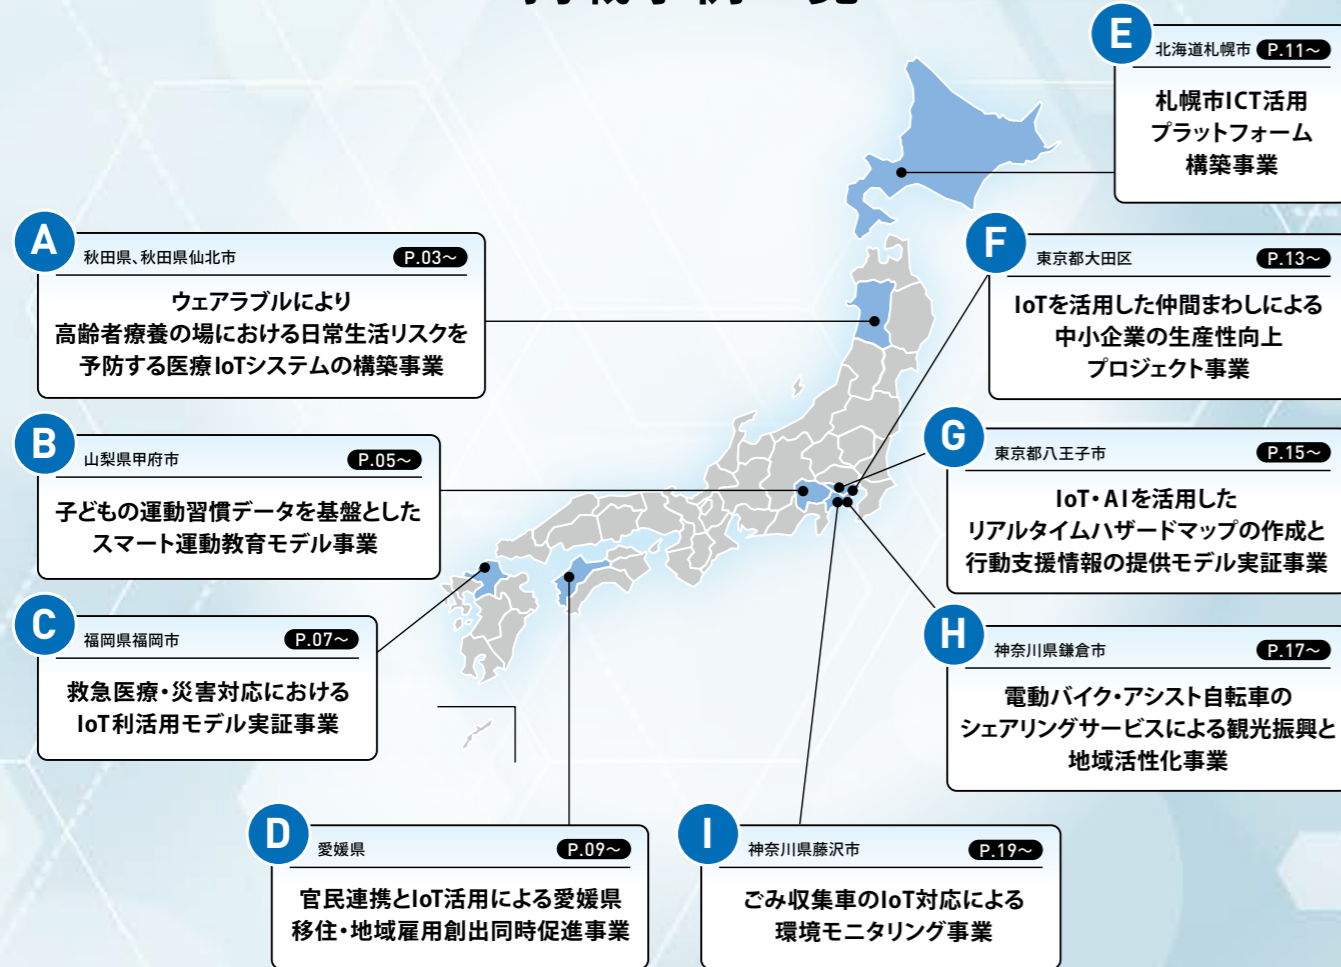 E
北海道札幌市 P.11～
札幌市ICT活用
プラットフォーム
構築事業
A
秋田県、秋田県仙北市 P.03～
ウェアラブルにより
高齢者療養の場における日常生活リスクを
予防する医療IoTシステムの構築事業
F
東京都大田区 P.13～
IoTを活用した仲間まわしによる
中小企業の生産性向上
プロジェクト事業
B
山梨県甲府市 P.05～
子どもの運動習慣データを基盤とした
スマート運動教育モデル事業
G
東京都八王子市 P.15～
IoT・AIを活用した
リアルタイムハザードマップの作成と
行動支援情報の提供モデル実証事業
C
福岡県福岡市 P.07～
救急医療・災害対応における
IoT利活用モデル実証事業
H
神奈川県鎌倉市 P.17～
電動バイク・アシスト自転車の
シェアリングサービスによる観光振興と
地域活性化事業
D
愛媛県 P.09～
官民連携とIoT活用による愛媛県
移住・地域雇用創出同時促進事業
I
神奈川県藤沢市 P.19～
ごみ収集車のIoT対応による
環境モニタリング事業